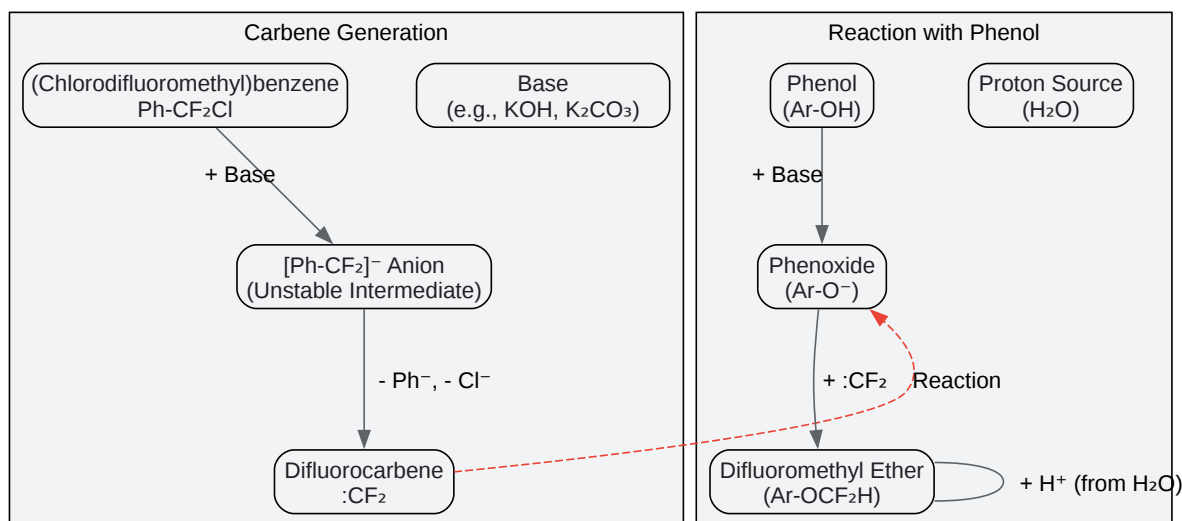 Carbene Generation
(Chlorodifluoromethyl)benzene
Ph-CF₂Cl
Base
(e.g., KOH, K₂CO₃)
+ Base
[Ph-CF₂]⁻ Anion
(Unstable Intermediate)
- Ph⁻, - Cl⁻
Difluorocarbene
:CF₂
Reaction with Phenol
Phenol
(Ar-OH)
Proton Source
(H₂O)
+ Base
Phenoxide
(Ar-O⁻)
+ :CF₂
Reaction
Difluoromethyl Ether
(Ar-OCF₂H)
+ H⁺ (from H₂O)